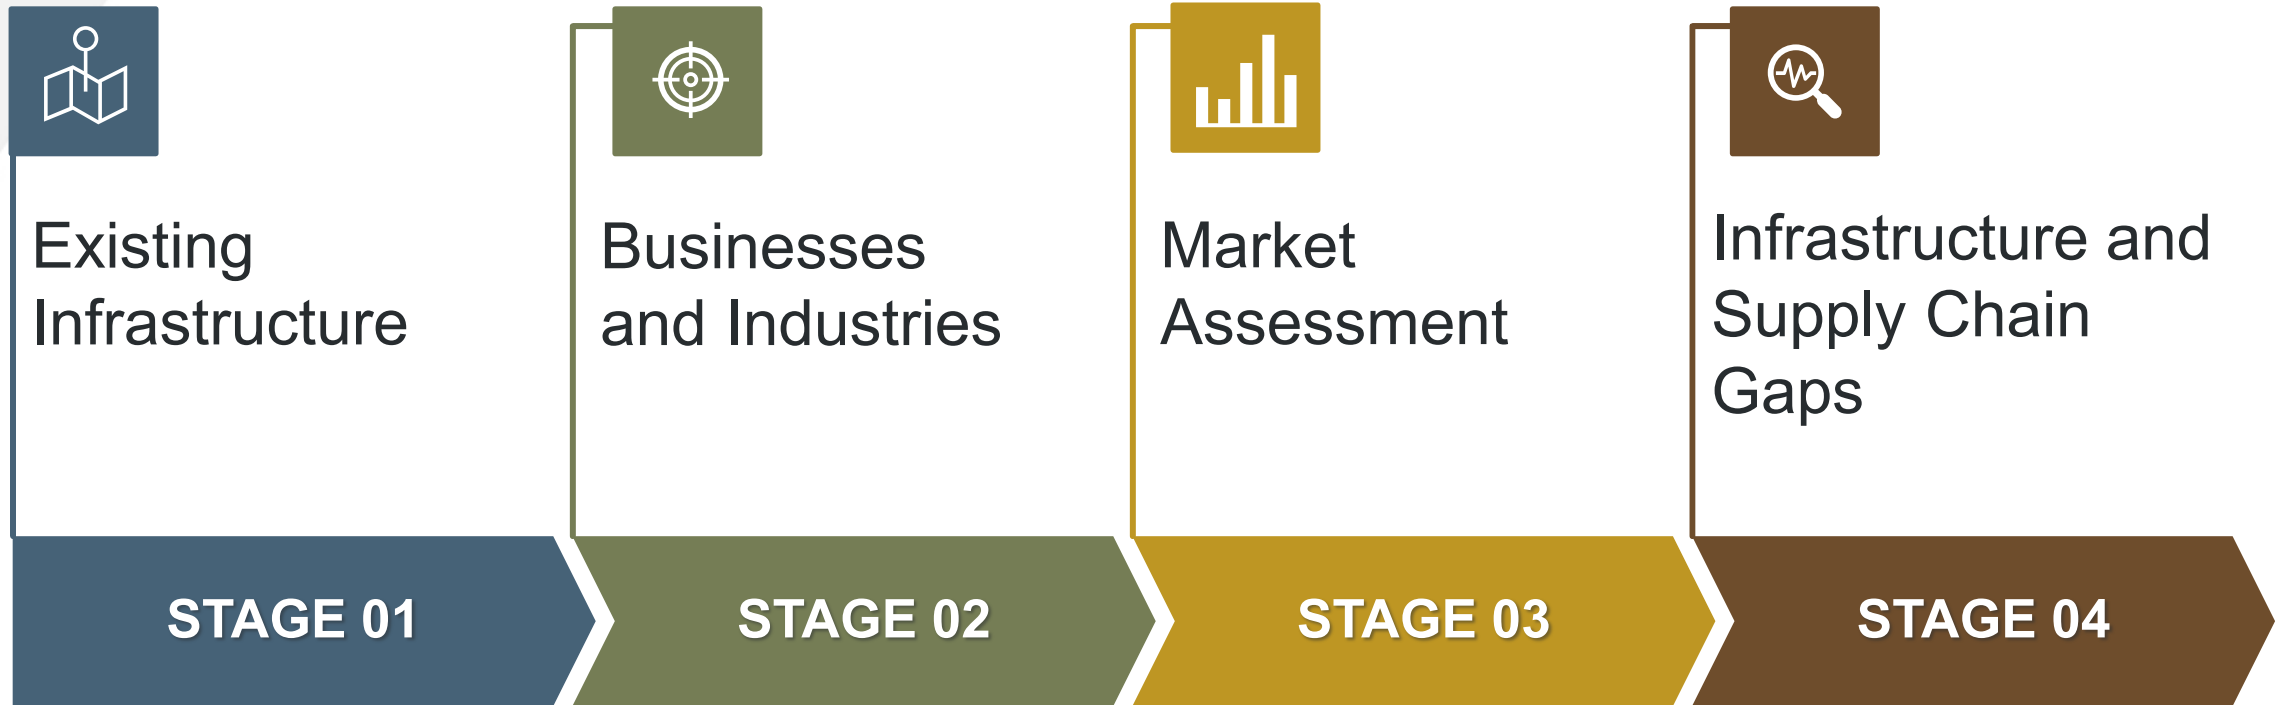 Existing
Infrastructure
Businesses
and Industries
Market
Assessment
Infrastructure and
Supply Chain
Gaps
STAGE 01
STAGE 02
STAGE 03
STAGE 04